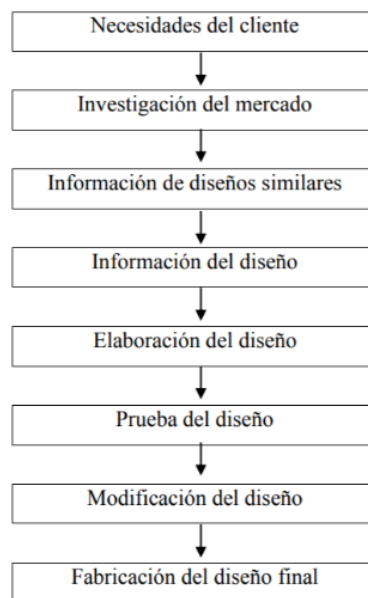 Necesidades del cliente
Investigación del mercado
Información de diseños similares
Información del diseño
Elaboración del diseño
Prueba del diseño
Modificación del diseño
Fabricación del diseño final